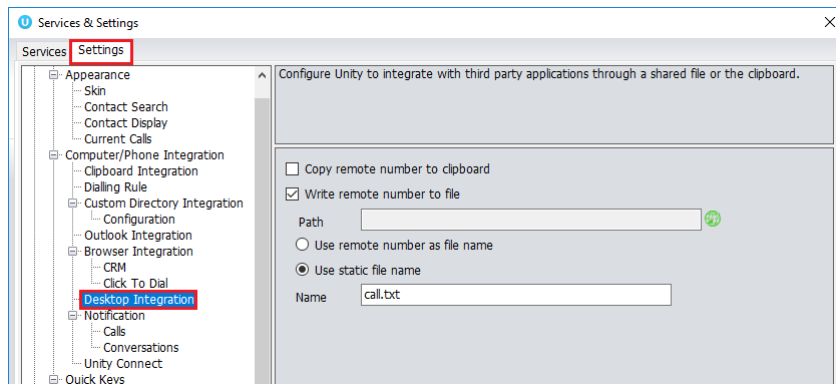 Services & Settings
Services Settings
Appearance
Skin
Contact Search
Contact Display
Current Calls
Computer/Phone Integration
Clipboard Integration
Dialling Rule
Custom Directory Integration
Configuration
Outlook Integration
Browser Integration
CRM
Click To Dial
Desktop Integration
Notification
Calls
Conversations
Unity Connect
Quick Keys
Configure Unity to integrate with third party applications through a shared file or the clipboard.
Copy remote number to clipboard
Write remote number to file
Path
Use remote number as file name
Use static file name
Name call.txt